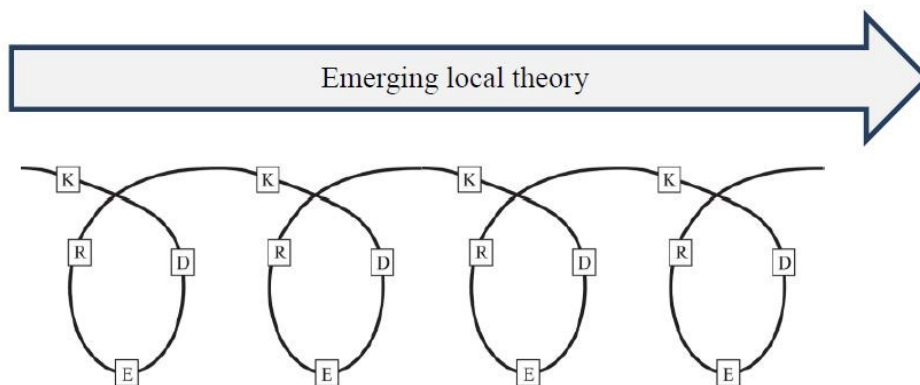 Emerging local theory
K K K K
R D R D R D R D
E E E E